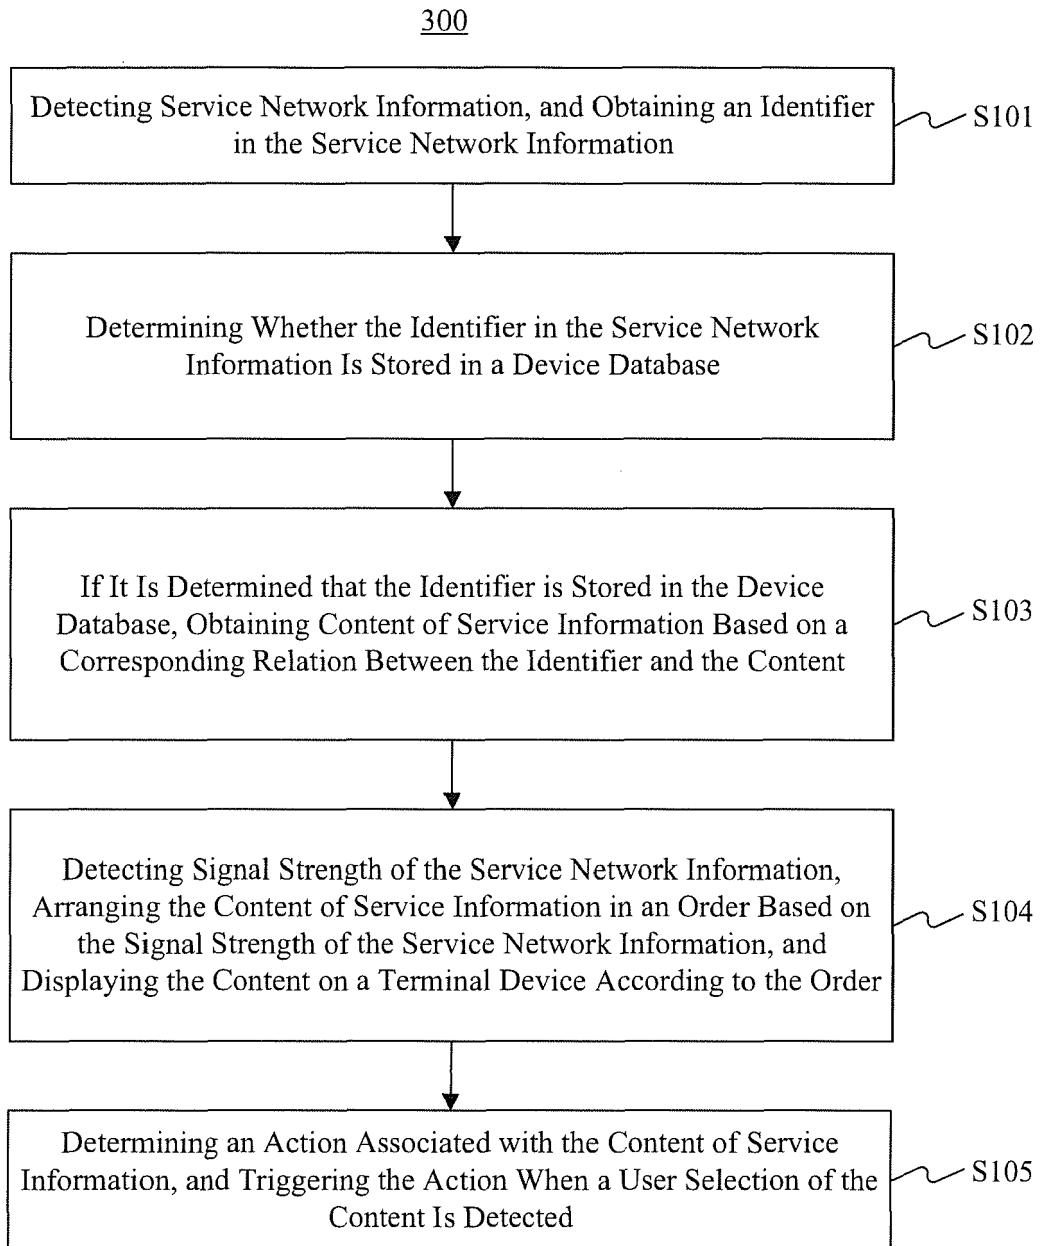 300
Detecting Service Network Information, and Obtaining an Identifier
in the Service Network Information
S101
Determining Whether the Identifier in the Service Network
Information Is Stored in a Device Database
S102
If It Is Determined that the Identifier is Stored in the Device
Database, Obtaining Content of Service Information Based on a
Corresponding Relation Between the Identifier and the Content
S103
Detecting Signal Strength of the Service Network Information,
Arranging the Content of Service Information in an Order Based on
the Signal Strength of the Service Network Information, and
Displaying the Content on a Terminal Device According to the Order
S104
Determining an Action Associated with the Content of Service
Information, and Triggering the Action When a User Selection of the
Content Is Detected
S105